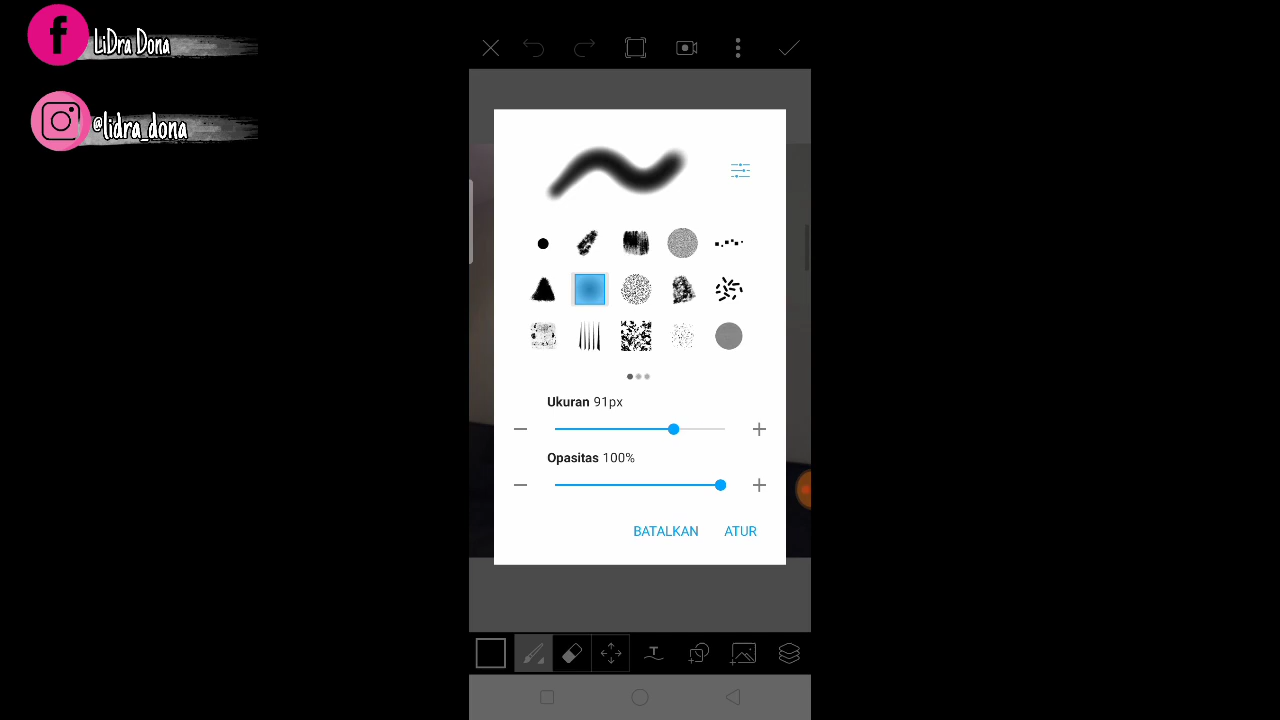 LiDra Dona
@lidra_dona
Ukuran 91px
Opasitas 100%
BATALKAN ATUR